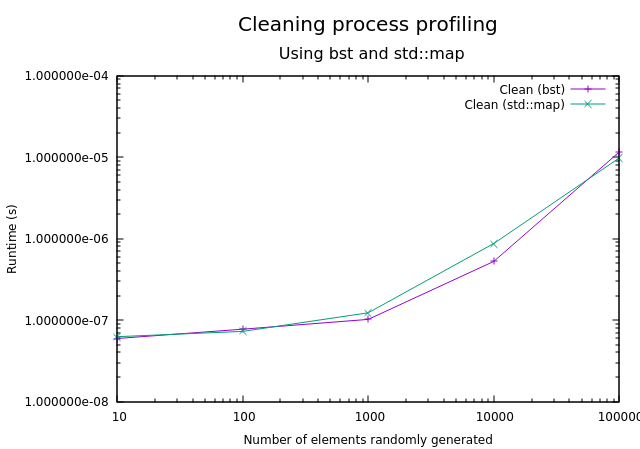 Cleaning process profiling
Using bst and std::map
1.000000e-04
Clean (bst)
Clean (std::map)
1.000000e-05
1.000000e-06
1.000000e-07
1.000000e-08
Runtime (s)
10 100 1000 10000 100000
Number of elements randomly generated